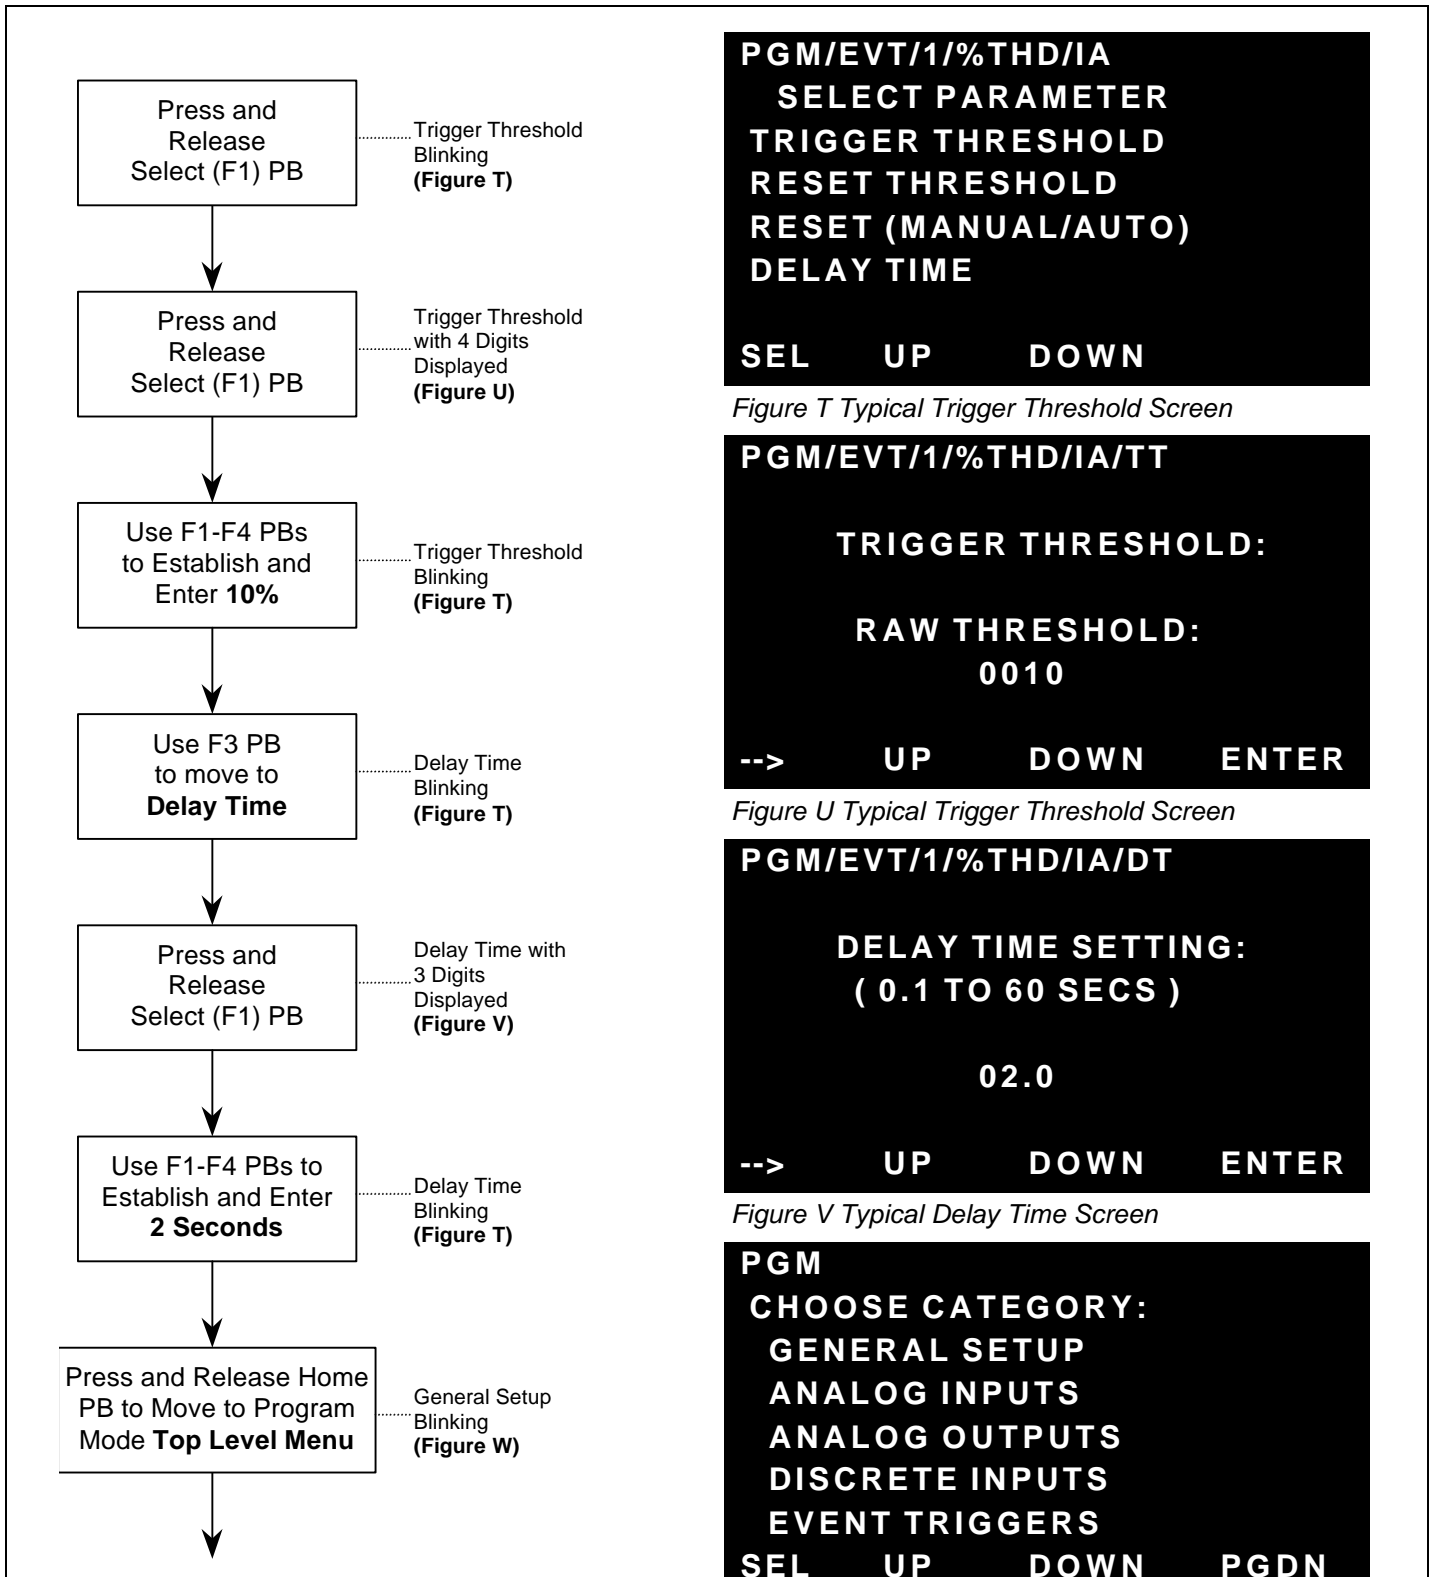 Press and
Release
Select (F1) PB
Trigger Threshold
Blinking
(Figure T)
Press and
Release
Select (F1) PB
Trigger Threshold
with 4 Digits
Displayed
(Figure U)
Use F1-F4 PBs
to Establish and
Enter 10%
Trigger Threshold
Blinking
(Figure T)
Use F3 PB
to move to
Delay Time
Delay Time
Blinking
(Figure T)
Press and
Release
Select (F1) PB
Delay Time with
3 Digits
Displayed
(Figure V)
Use F1-F4 PBs to
Establish and Enter
2 Seconds
Delay Time
Blinking
(Figure T)
Press and Release Home
PB to Move to Program
Mode Top Level Menu
General Setup
Blinking
(Figure W)
PGM/EVT/1/%THD/IA
SELECT PARAMETER
TRIGGER THRESHOLD
RESET THRESHOLD
RESET (MANUAL/AUTO)
DELAY TIME
SEL UP DOWN
Figure T Typical Trigger Threshold Screen
PGM/EVT/1/%THD/IA/TT
TRIGGER THRESHOLD:
RAW THRESHOLD:
0010
--> UP DOWN ENTER
Figure U Typical Trigger Threshold Screen
PGM/EVT/1/%THD/IA/DT
DELAY TIME SETTING:
( 0.1 TO 60 SECS )
02.0
--> UP DOWN ENTER
Figure V Typical Delay Time Screen
PGM
CHOOSE CATEGORY:
GENERAL SETUP
ANALOG INPUTS
ANALOG OUTPUTS
DISCRETE INPUTS
EVENT TRIGGERS
SEL UP DOWN PGDN